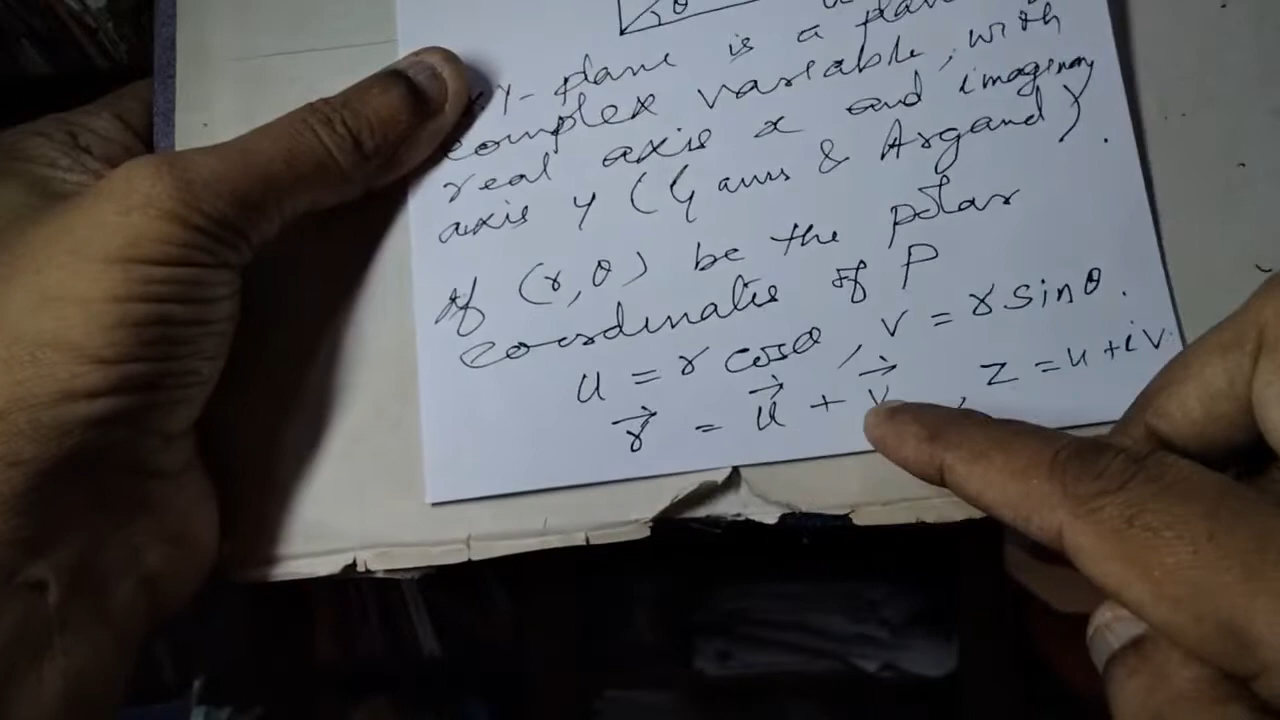 θ
x, y - plane is a plane
complex variable, with
real axis x and imaginary
axis y (Gauss & Argand).
If (r, θ) be the polar
coordinates of P
u = r cosθ, v = r sinθ.
r⃗ = u⃗ + v⃗, z = u + iv.